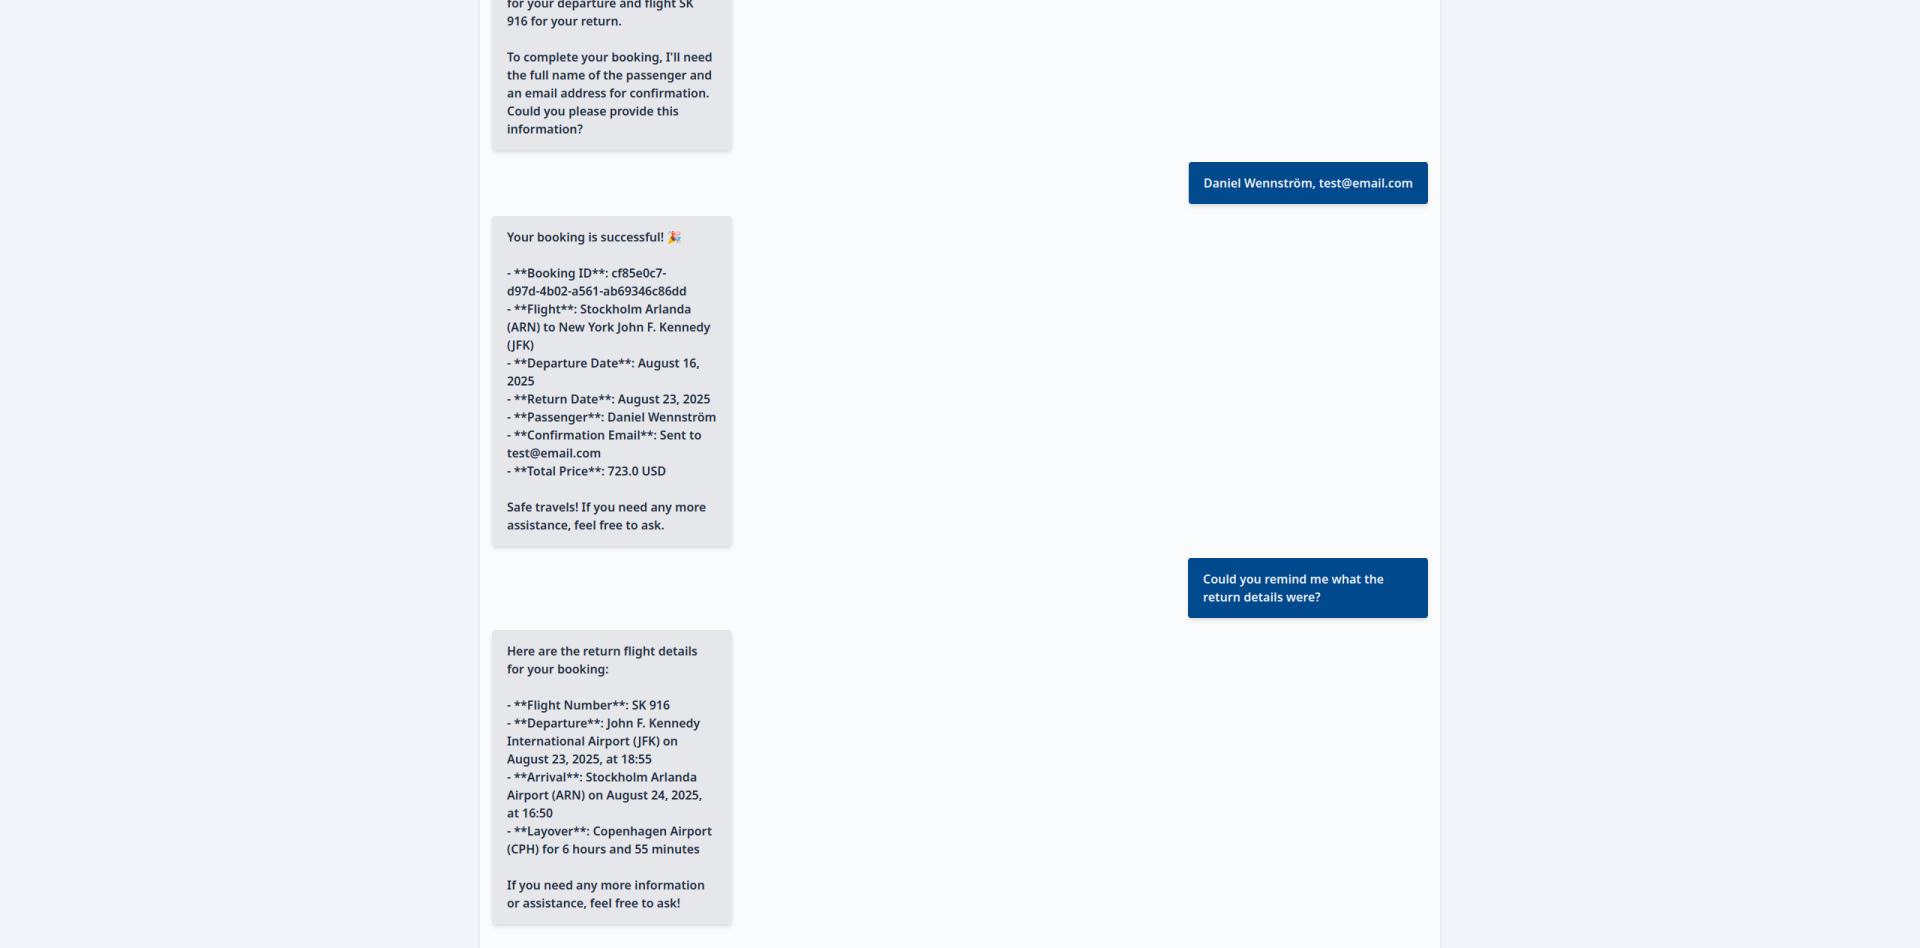 for your departure and flight SK
916 for your return.
To complete your booking, I'll need
the full name of the passenger and
an email address for confirmation.
Could you please provide this
information?
Daniel Wennström, test@email.com
Your booking is successful! 🎉
- **Booking ID**: cf85e0c7-
d97d-4b02-a561-ab69346c86dd
- **Flight**: Stockholm Arlanda
(ARN) to New York John F. Kennedy
(JFK)
- **Departure Date**: August 16,
2025
- **Return Date**: August 23, 2025
- **Passenger**: Daniel Wennström
- **Confirmation Email**: Sent to
test@email.com
- **Total Price**: 723.0 USD
Safe travels! If you need any more
assistance, feel free to ask.
Could you remind me what the
return details were?
Here are the return flight details
for your booking:
- **Flight Number**: SK 916
- **Departure**: John F. Kennedy
International Airport (JFK) on
August 23, 2025, at 18:55
- **Arrival**: Stockholm Arlanda
Airport (ARN) on August 24, 2025,
at 16:50
- **Layover**: Copenhagen Airport
(CPH) for 6 hours and 55 minutes
If you need any more information
or assistance, feel free to ask!